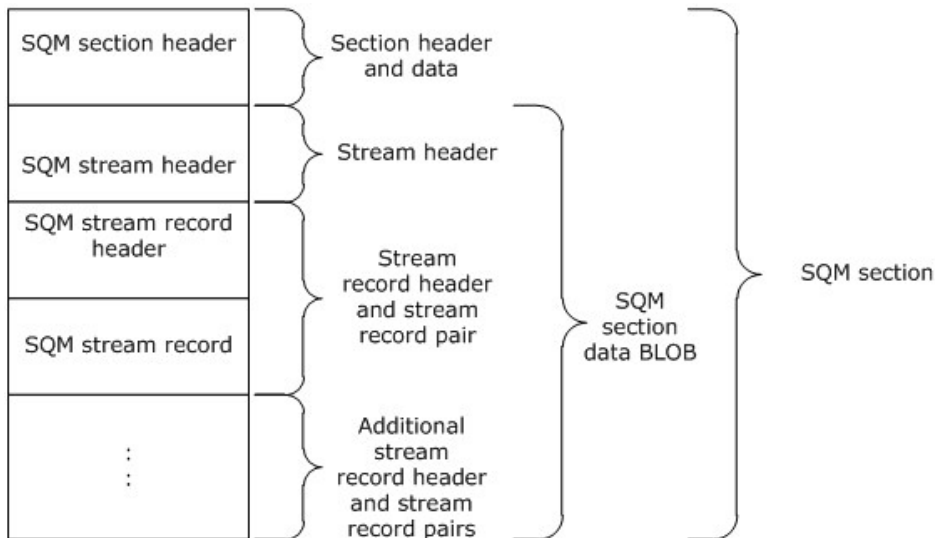 SQM section header
Section header
and data
SQM stream header
Stream header
SQM stream record
header
SQM stream record
Stream
record header
and stream
record pair
:
:
Additional
stream
record header
and stream
record pairs
SQM
section
data BLOB
SQM section